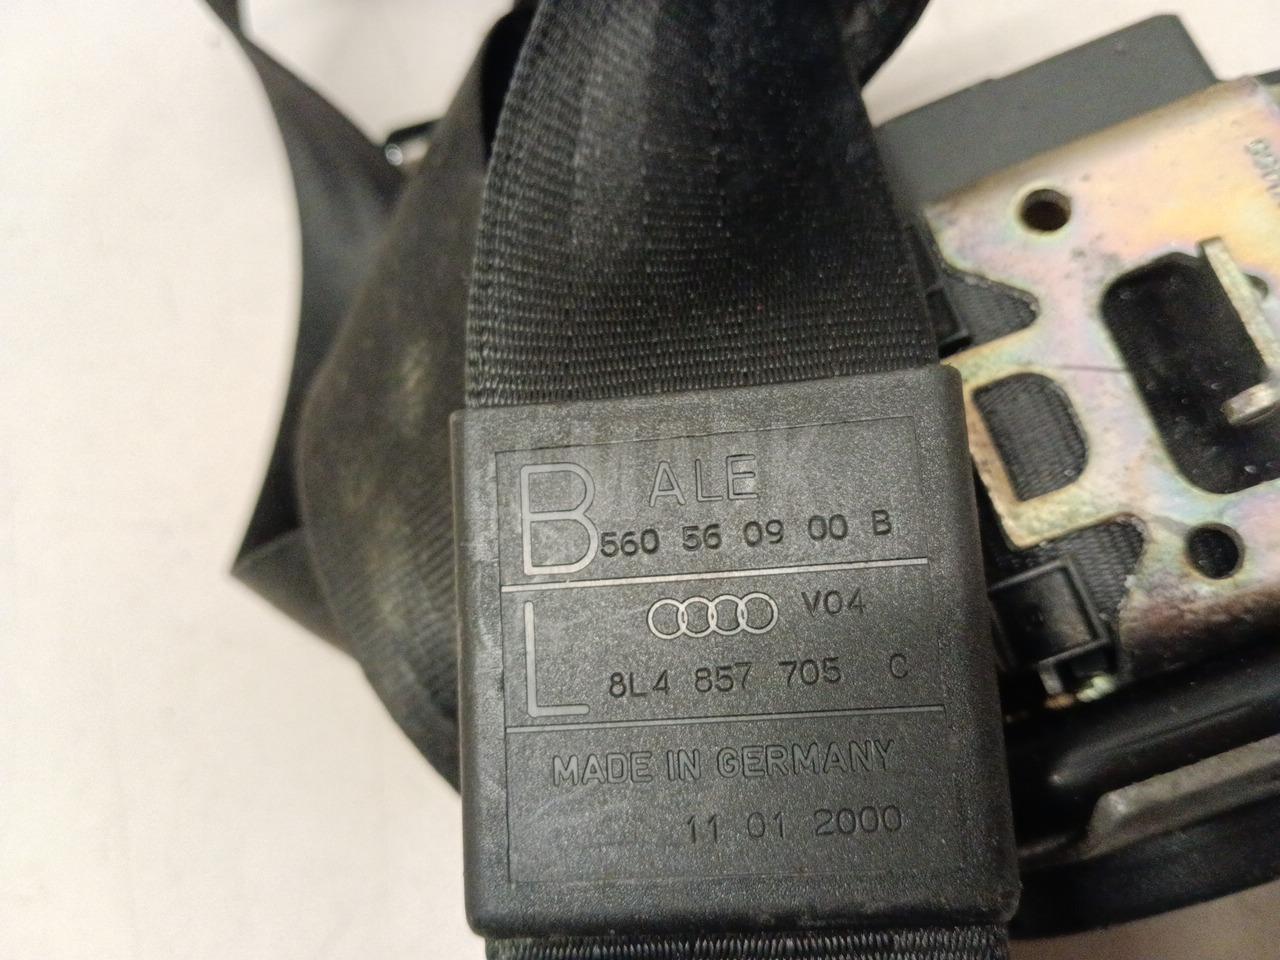 B ALE
560 56 09 00 B
L V04
8L4 857 705 C
MADE IN GERMANY
11 01 2000